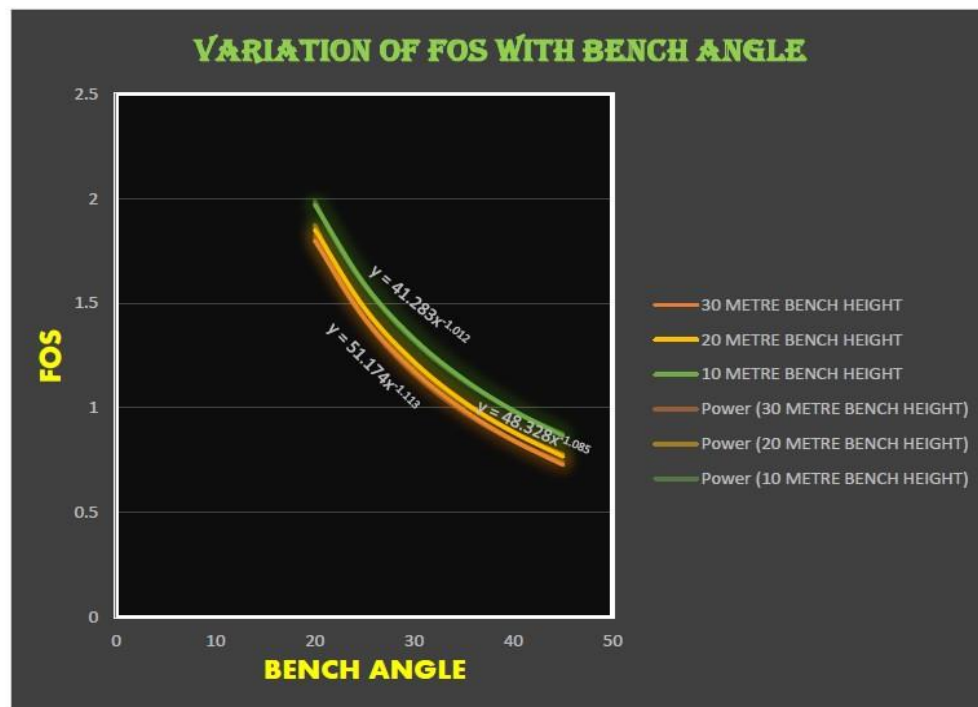 VARIATION OF FOS WITH BENCH ANGLE
2.5
2
1.5
1
0.5
0
0 10 20 30 40 50
FOS
BENCH ANGLE
y = 41.283x^-1.012
y = 51.174x^-1.113
y = 48.328x^-1.085
30 METRE BENCH HEIGHT
20 METRE BENCH HEIGHT
10 METRE BENCH HEIGHT
Power (30 METRE BENCH HEIGHT)
Power (20 METRE BENCH HEIGHT)
Power (10 METRE BENCH HEIGHT)